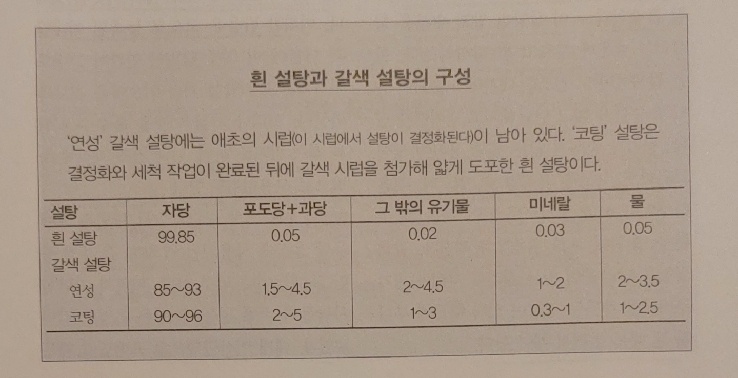 흰 설탕과 갈색 설탕의 구성
'연성' 갈색 설탕에는 애초의 시럽(이 시럽에서 설탕이 결정화된다)이 남아 있다. '코팅' 설탕은
결정화와 세척 작업이 완료된 뒤에 갈색 시럽을 첨가해 얇게 도포한 흰 설탕이다.
설탕 자당 포도당+과당 그 밖의 유기물 미네랄 물
흰 설탕 99.85 0.05 0.02 0.03 0.05
갈색 설탕
연성 85~93 1.5~4.5 2~4.5 1~2 2~3.5
코팅 90~96 2~5 1~3 0.3~1 1~2.5